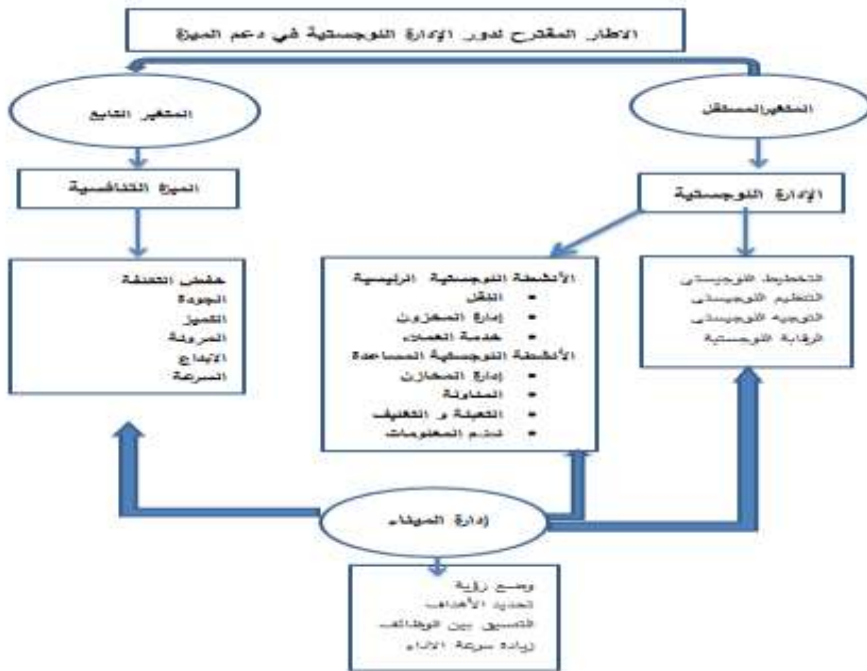 الاطار المقترح لدور الإدارة اللوجستية في دعم الميزة
المتغير المستقل
المتغير التابع
الإدارة اللوجستية
الميزة التنافسية
التخطيط اللوجيستى
التنظيم اللوجيستى
التوجيه اللوجيستى
الرقابة اللوجستية
الأنشطة اللوجستية الرئيسية
• النقل
• إدارة المخزون
• خدمة العملاء
الأنشطة اللوجستية المساعدة
• إدارة المخازن
• المناولة
• التعبئة و التغليف
• نظم المعلومات
خفض التكلفة
الجودة
التميز
المرونة
الابداع
السرعة
إدارة الميناء
وضع رؤية
تحديد الأهداف
التنسيق بين الوظائف
زيادة سرعة الاداء